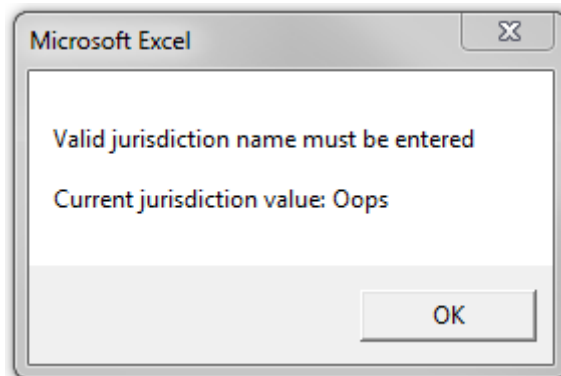 Microsoft Excel
Valid jurisdiction name must be entered
Current jurisdiction value: Oops
OK